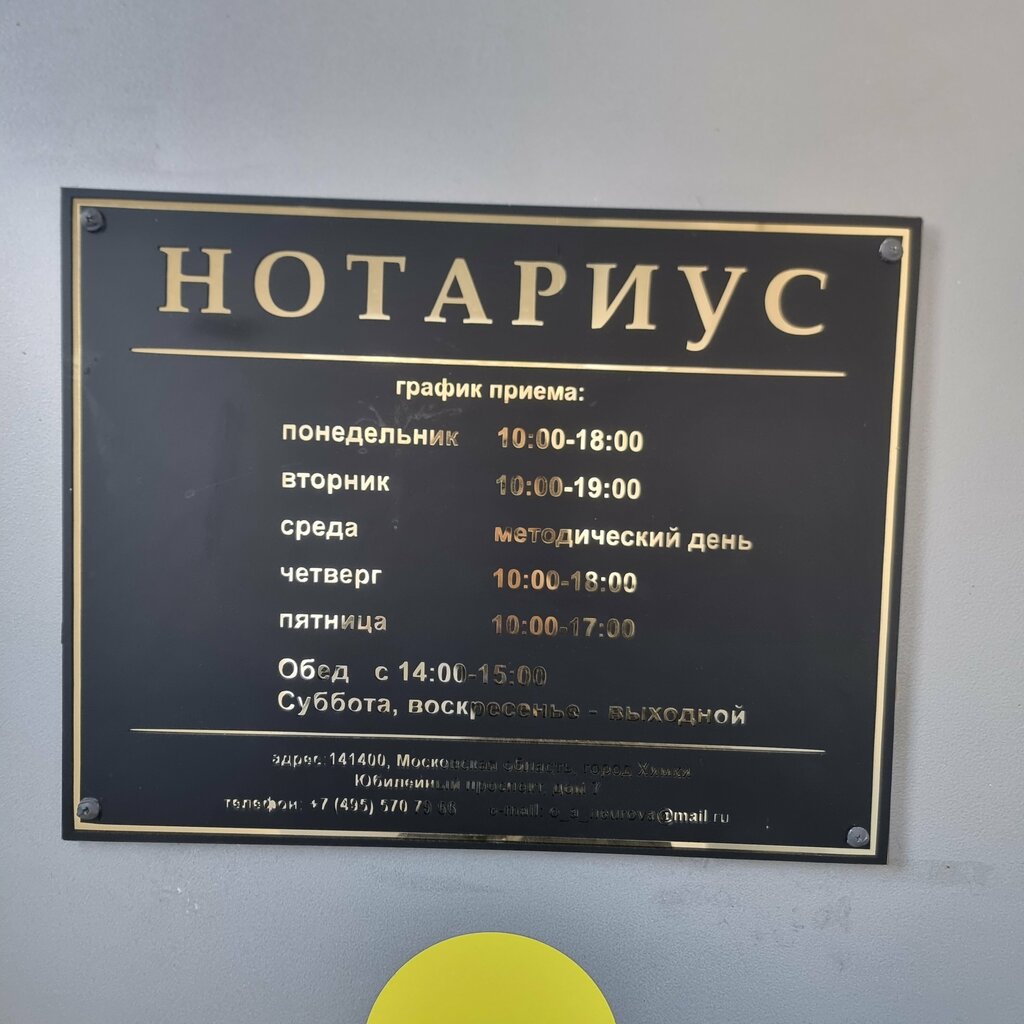 НОТАРИУС
график приема:
понедельник 10:00-18:00
вторник 10:00-19:00
среда методический день
четверг 10:00-18:00
пятница 10:00-17:00
Обед с 14:00-15:00
Суббота, воскресенье - выходной
адрес:141400, Московская область, город Химки
Юбилейный проспект, дом 7
телефон: +7 (495) 570 e-mail: